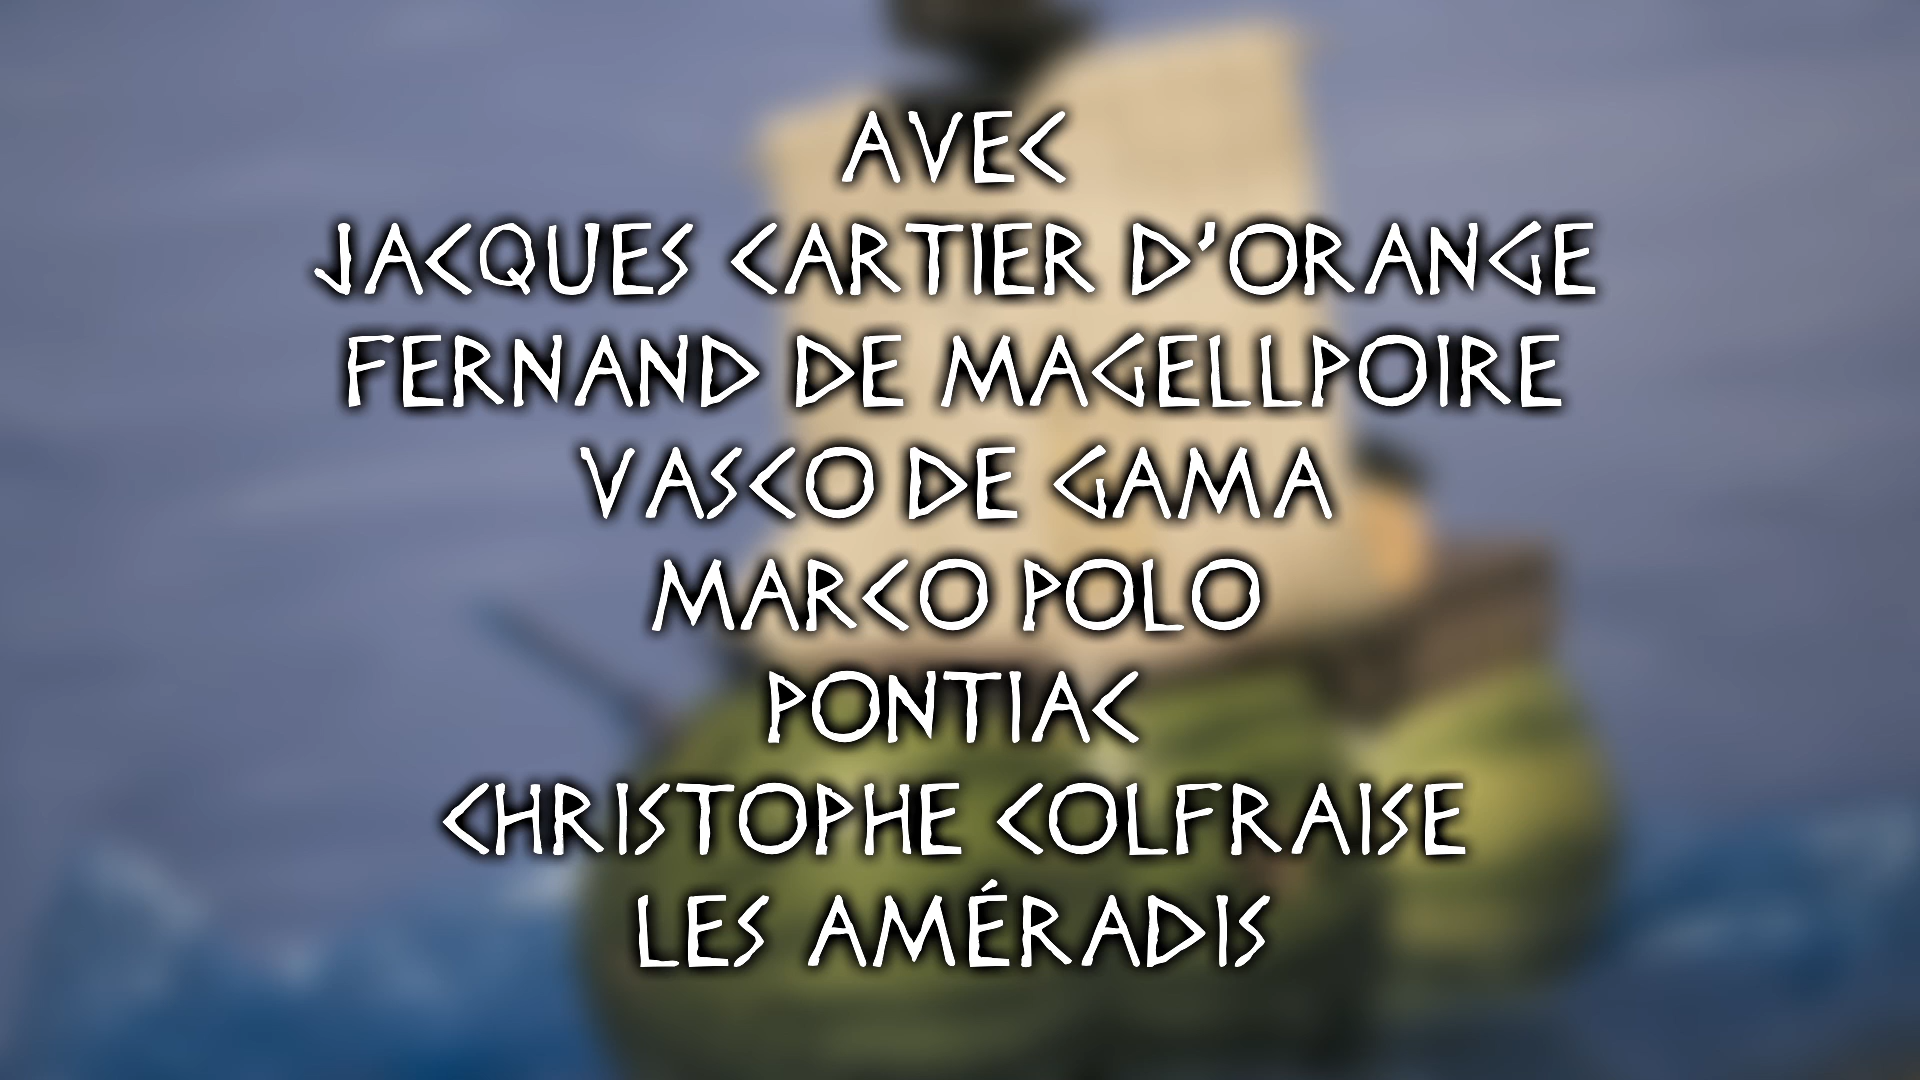 AVEC
JACQUES CARTIER D'ORANGE
FERNAND DE MAGELLPOIRE
VASCO DE GAMA
MARCO POLO
PONTIAC
CHRISTOPHE COLFRAISE
LES AMÉRADIS